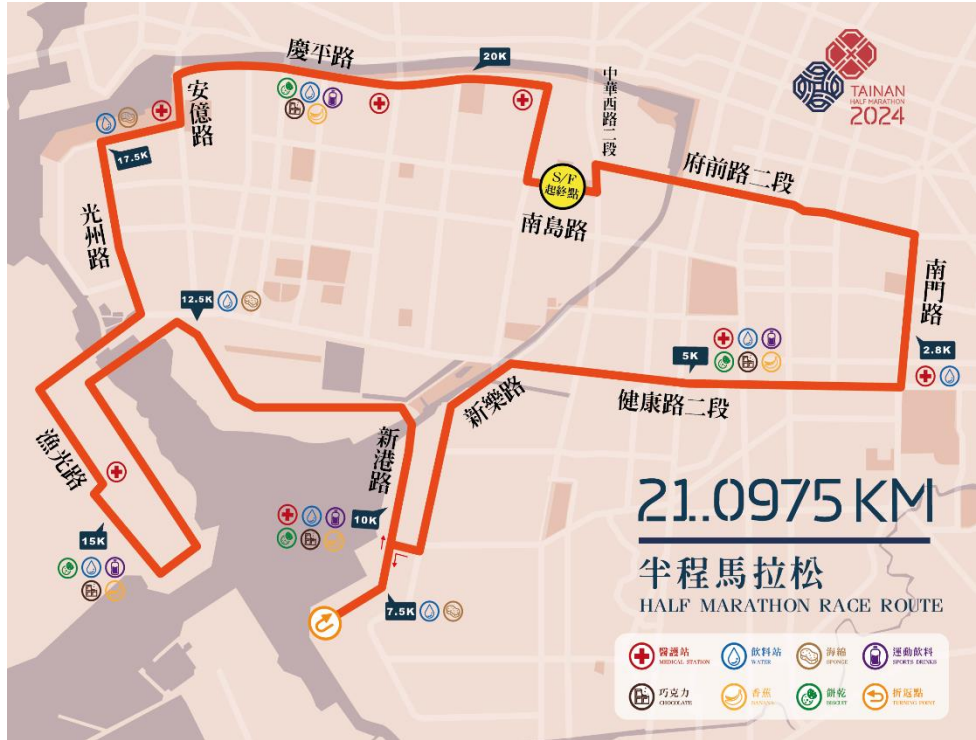 慶平路
20K
中華西路二段
TAINAN
HALF MARATHON
2024
安億路
17.5K
府前路二段
S/F
起終點
南島路
光州路
南門路
12.5K
5K
2.8K
新樂路
健康路二段
漁光路
新港路
10K
15K
7.5K
21.0975KM
半程馬拉松
HALF MARATHON RACE ROUTE
醫護站
MEDICAL STATION
飲料站
WATER
海綿
SPONGE
運動飲料
SPORTS DRINKS
巧克力
CHOCOLATE
香蕉
BANANA
餅乾
BISCUIT
折返點
TURNING POINT